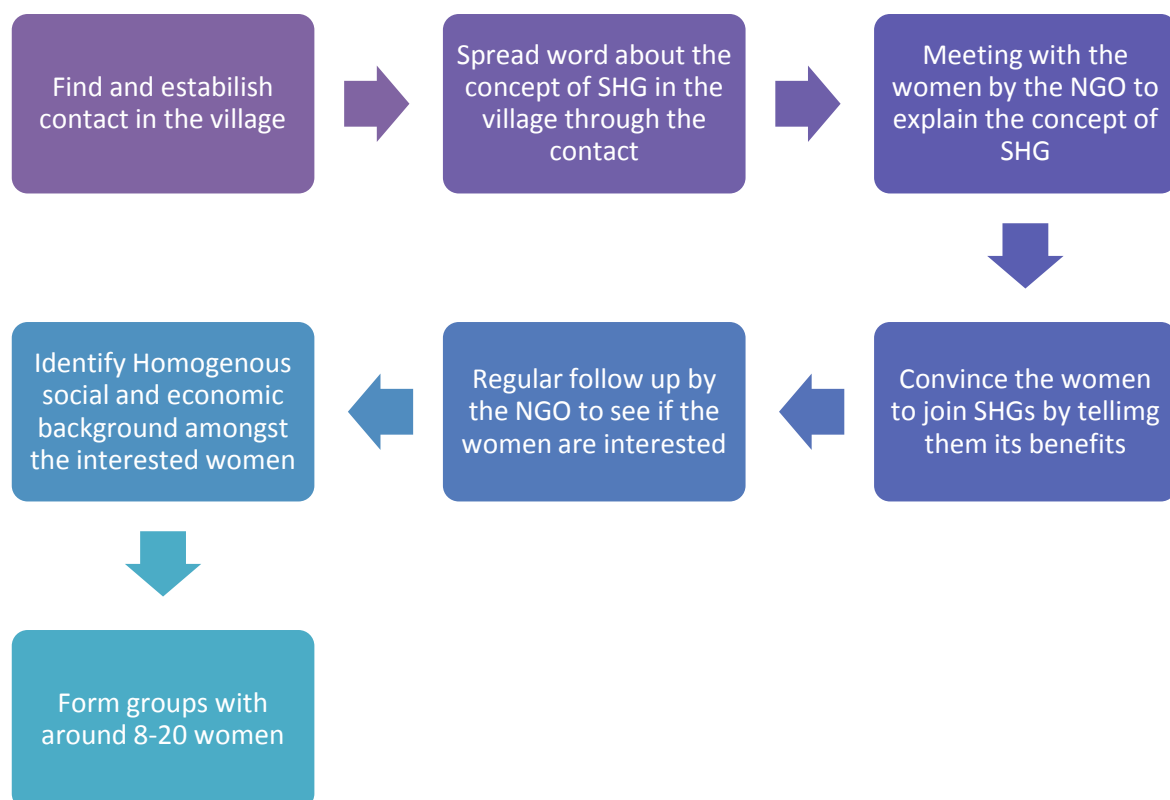 Find and estabilish
contact in the village
Spread word about the
concept of SHG in the
village through the
contact
Meeting with the
women by the NGO to
explain the concept of
SHG
Convince the women
to join SHGs by tellimg
them its benefits
Regular follow up by
the NGO to see if the
women are interested
Identify Homogenous
social and economic
background amongst
the interested women
Form groups with
around 8-20 women